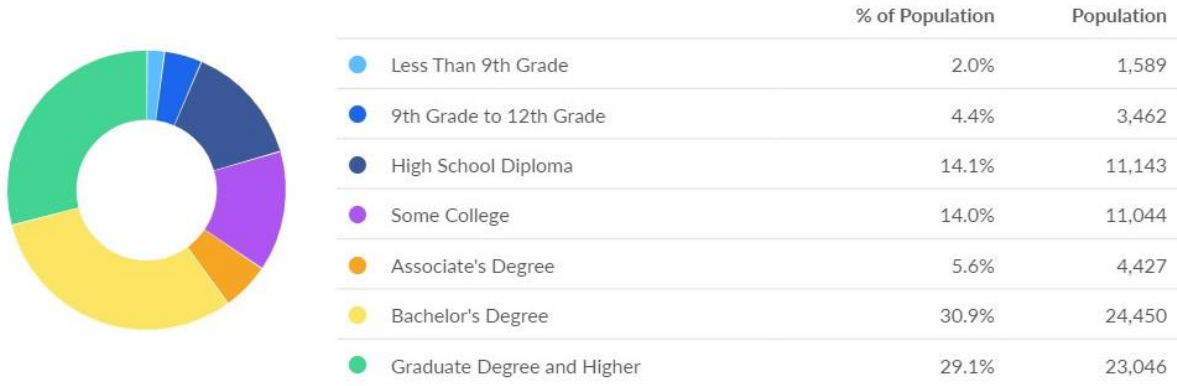 % of Population Population
Less Than 9th Grade 2.0% 1,589
9th Grade to 12th Grade 4.4% 3,462
High School Diploma 14.1% 11,143
Some College 14.0% 11,044
Associate's Degree 5.6% 4,427
Bachelor's Degree 30.9% 24,450
Graduate Degree and Higher 29.1% 23,046